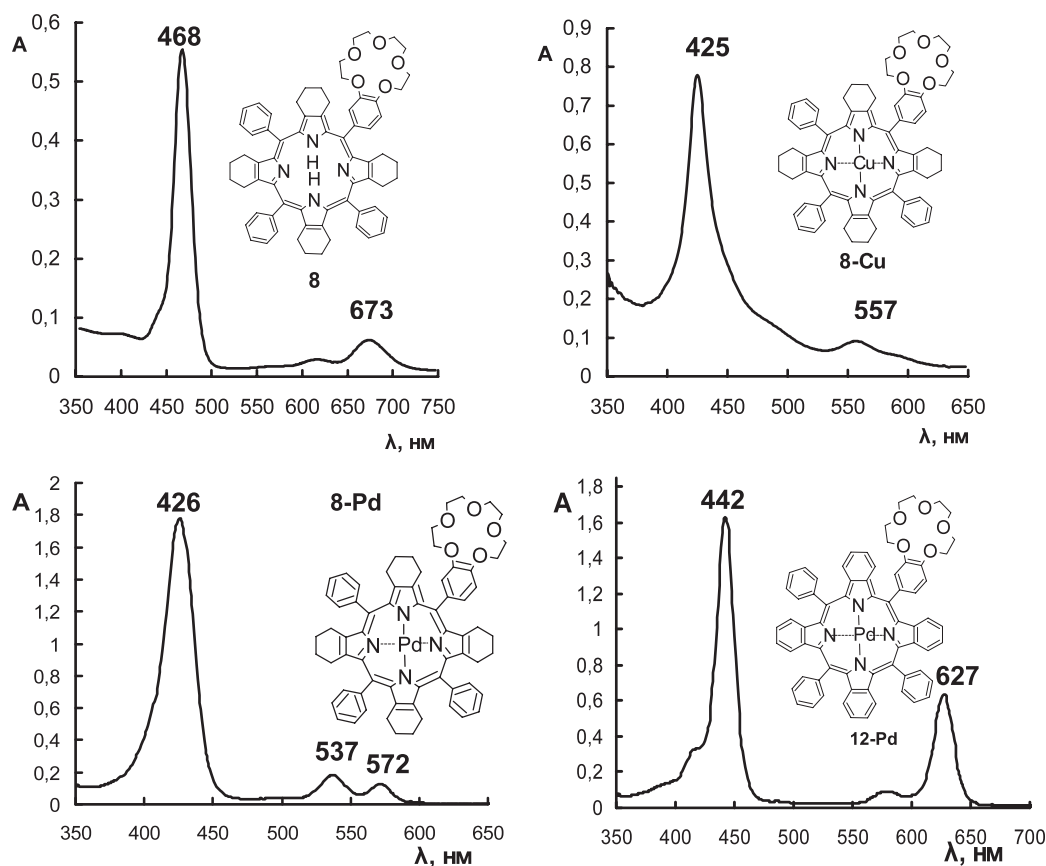 0,6
A
0,5
0,4
0,3
0,2
0,1
0
468
673
O
O
O
O
O
N
H
N
H
N
N
8
350 400 450 500 550 600 650 700 750
λ, нм
0,9
A
0,8
0,7
0,6
0,5
0,4
0,3
0,2
0,1
0
425
557
O
O
O
O
O
N
N Cu N
N
8-Cu
350 400 450 500 550 600 650
λ, нм
2
A
1,8
1,6
1,4
1,2
1
0,8
0,6
0,4
0,2
0
426
8-Pd
537
572
O
O
O
O
O
N
N Pd N
N
350 400 450 500 550 600 650
λ, нм
1,8
A
1,6
1,4
1,2
1
0,8
0,6
0,4
0,2
0
442
627
O
O
O
O
O
N
N Pd N
N
12-Pd
350 400 450 500 550 600 650 700
λ, нм